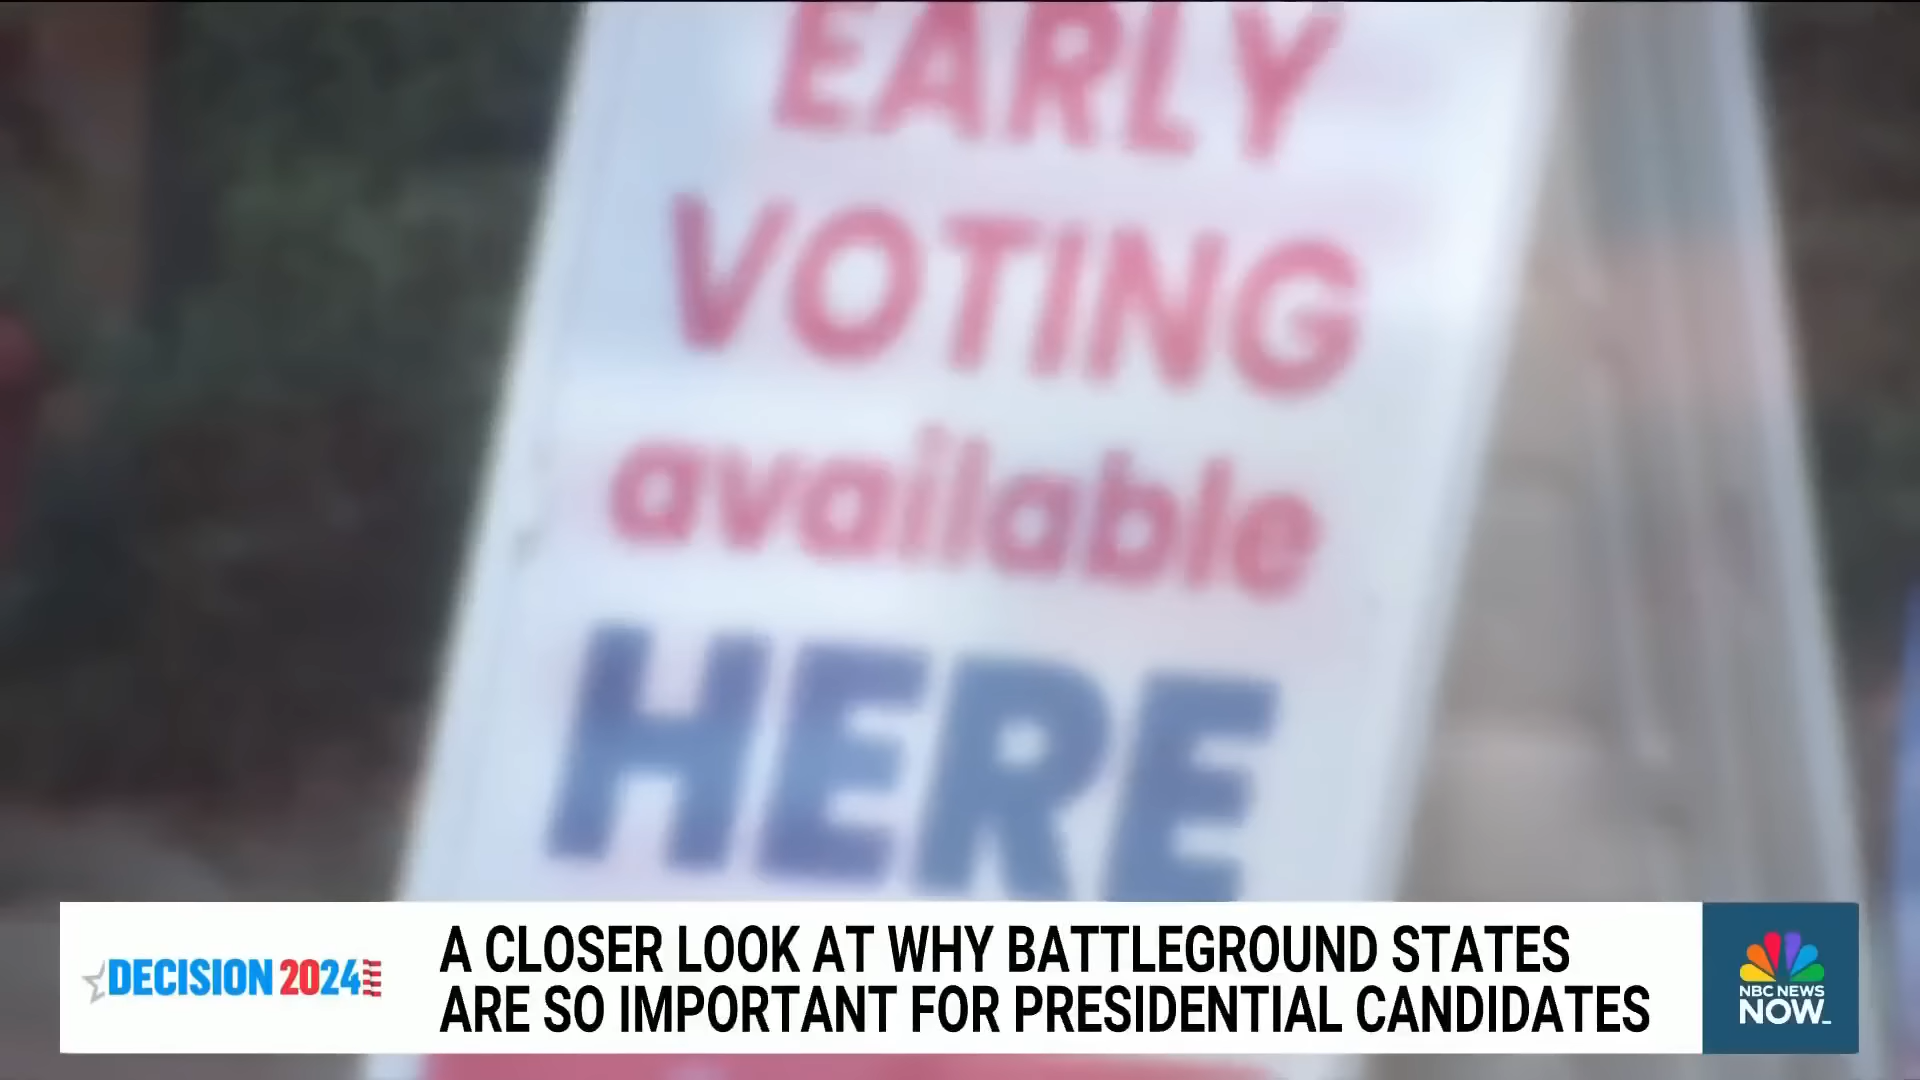 EARLY
VOTING
available
HERE
DECISION 2024
A CLOSER LOOK AT WHY BATTLEGROUND STATES
ARE SO IMPORTANT FOR PRESIDENTIAL CANDIDATES
NBC NEWS
NOW_